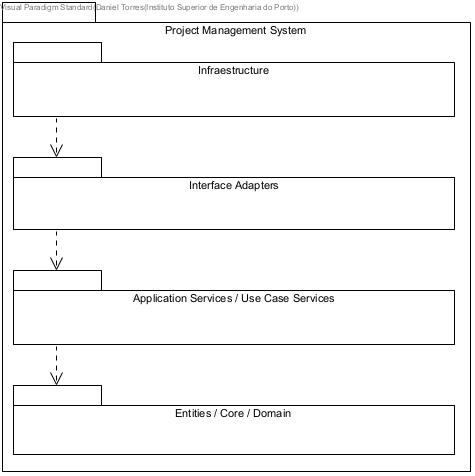 Visual Paradigm Standard(Daniel Torres(Instituto Superior de Engenharia do Porto))
Project Management System
Infraestructure
Interface Adapters
Application Services / Use Case Services
Entities / Core / Domain